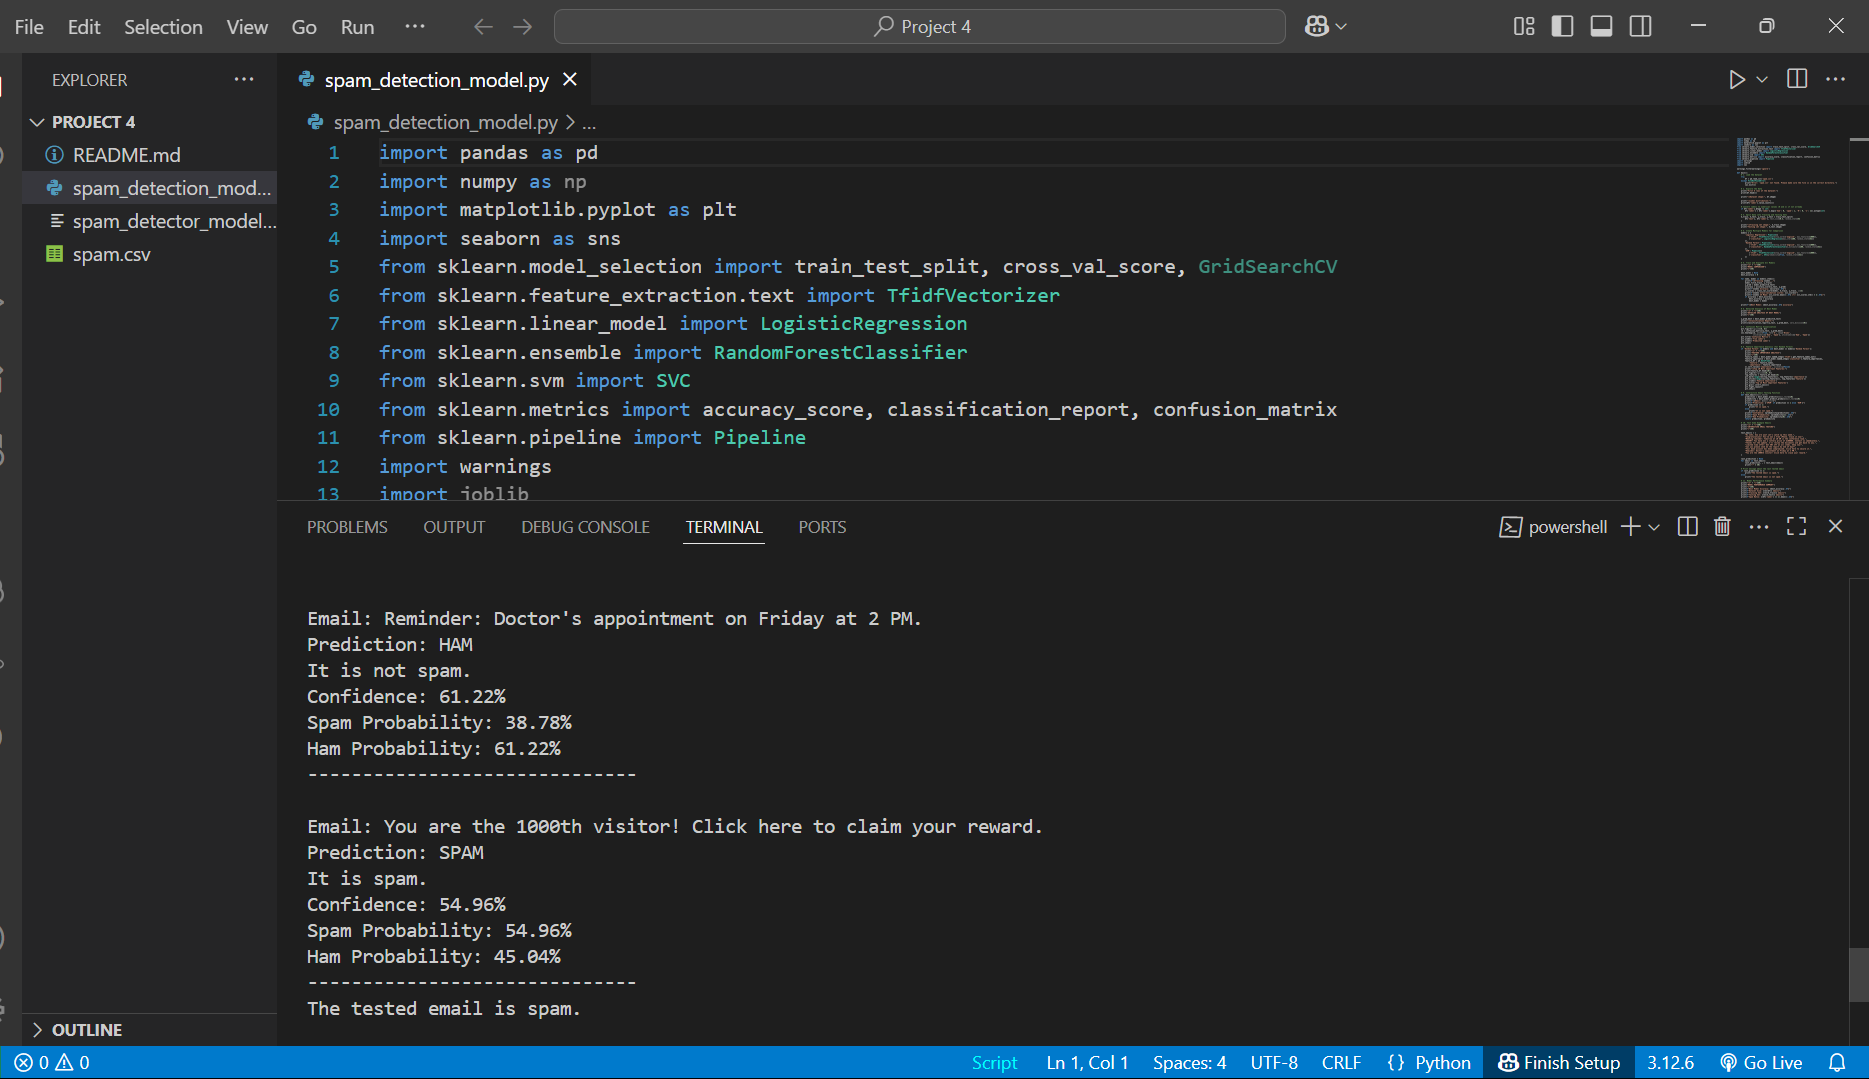 File Edit Selection View Go Run ···
Project 4
EXPLORER ···
PROJECT 4
README.md
spam_detection_mod...
spam_detector_model...
spam.csv
OUTLINE
spam_detection_model.py
spam_detection_model.py > ...
1 import pandas as pd
2 import numpy as np
3 import matplotlib.pyplot as plt
4 import seaborn as sns
5 from sklearn.model_selection import train_test_split, cross_val_score, GridSearchCV
6 from sklearn.feature_extraction.text import TfidfVectorizer
7 from sklearn.linear_model import LogisticRegression
8 from sklearn.ensemble import RandomForestClassifier
9 from sklearn.svm import SVC
10 from sklearn.metrics import accuracy_score, classification_report, confusion_matrix
11 from sklearn.pipeline import Pipeline
12 import warnings
13 import joblib
PROBLEMS OUTPUT DEBUG CONSOLE TERMINAL PORTS
powershell
Email: Reminder: Doctor's appointment on Friday at 2 PM.
Prediction: HAM
It is not spam.
Confidence: 61.22%
Spam Probability: 38.78%
Ham Probability: 61.22%
------------------------------
Email: You are the 1000th visitor! Click here to claim your reward.
Prediction: SPAM
It is spam.
Confidence: 54.96%
Spam Probability: 54.96%
Ham Probability: 45.04%
------------------------------
The tested email is spam.
0 0 Script Ln 1, Col 1 Spaces: 4 UTF-8 CRLF {} Python Finish Setup 3.12.6 Go Live